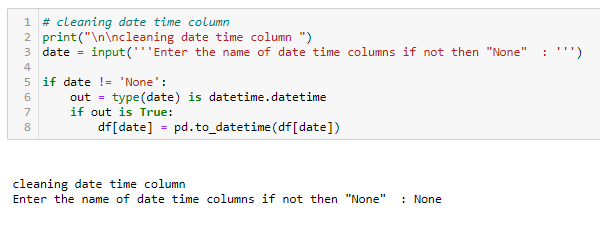 1 # cleaning date time column
2 print("\n\ncleaning date time column ")
3 date = input('''Enter the name of date time columns if not then "None"  : ''')
4
5 if date != 'None':
6     out = type(date) is datetime.datetime
7     if out is True:
8         df[date] = pd.to_datetime(df[date])
cleaning date time column
Enter the name of date time columns if not then "None"  : None